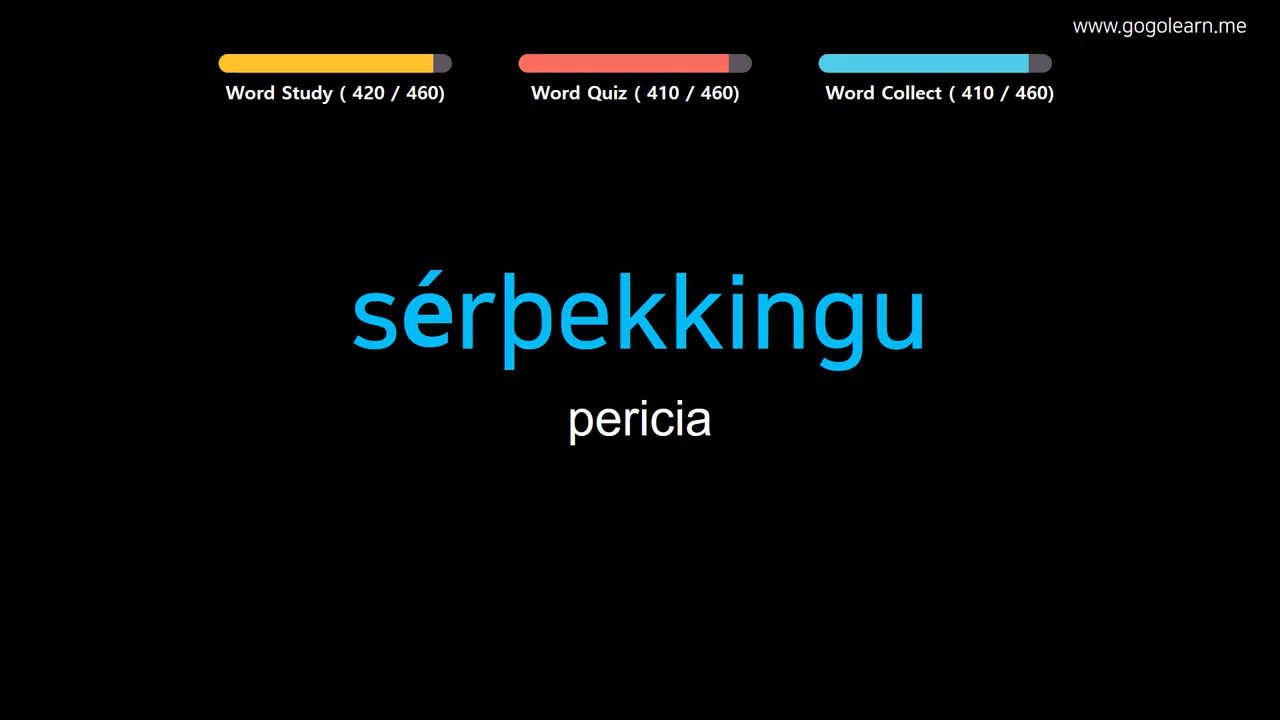 www.gogolearn.me
Word Study ( 420 / 460)
Word Quiz ( 410 / 460)
Word Collect ( 410 / 460)
sérþekkingu
pericia